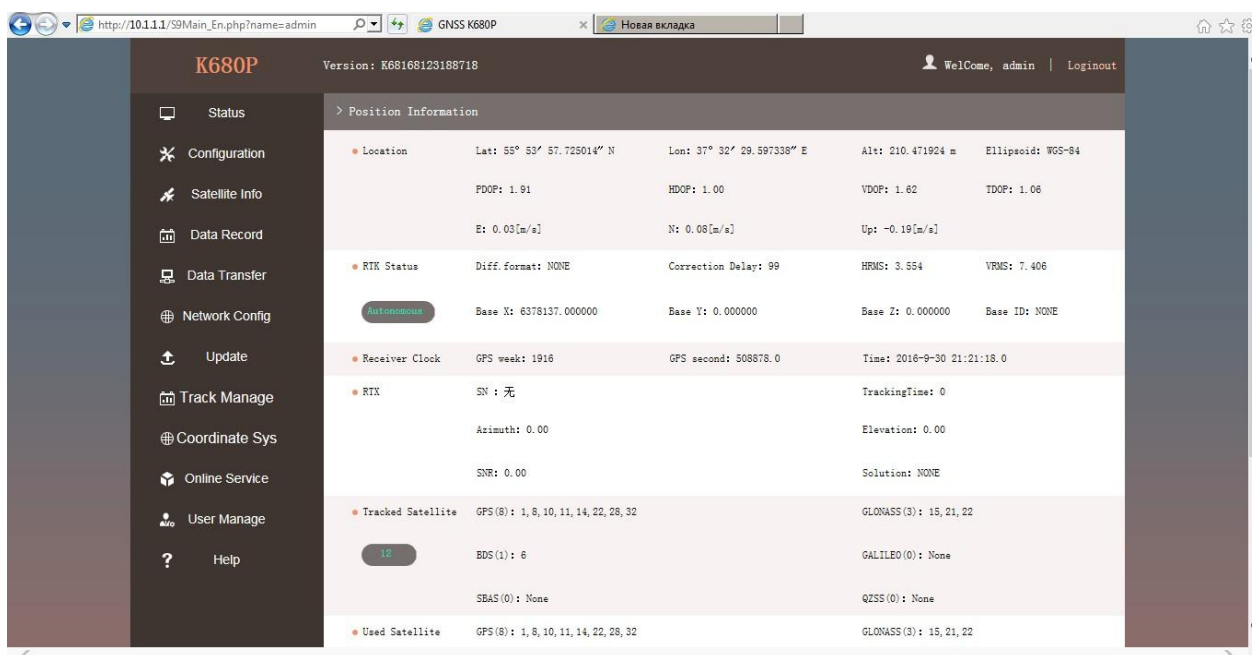 http://10.1.1.1/S9Main_En.php?name=admin GNSS K680P Новая вкладка
K680P Version: K68168123188718 WelCome, admin | Loginout
Status
Configuration
Satellite Info
Data Record
Data Transfer
Network Config
Update
Track Manage
Coordinate Sys
Online Service
User Manage
Help
> Position Information
Location Lat: 55° 53′ 57.725014″ N Lon: 37° 32′ 29.597338″ E Alt: 210.471924 m Ellipsoid: WGS-84
PDOP: 1.91 HDOP: 1.00 VDOP: 1.62 TDOP: 1.06
E: 0.03[m/s] N: 0.08[m/s] Up: -0.19[m/s]
RTK Status Diff.format: NONE Correction Delay: 99 HRMS: 3.554 VRMS: 7.406
Autonomous Base X: 6378137.000000 Base Y: 0.000000 Base Z: 0.000000 Base ID: NONE
Receiver Clock GPS week: 1916 GPS second: 508878.0 Time: 2016-9-30 21:21:18.0
RTX SN : 无 TrackingTime: 0
Azimuth: 0.00 Elevation: 0.00
SNR: 0.00 Solution: NONE
Tracked Satellite GPS(8): 1, 8, 10, 11, 14, 22, 28, 32 GLONASS(3): 15, 21, 22
12 BDS(1): 6 GALILEO(0): None
SBAS(0): None QZSS(0): None
Used Satellite GPS(8): 1, 8, 10, 11, 14, 22, 28, 32 GLONASS(3): 15, 21, 22